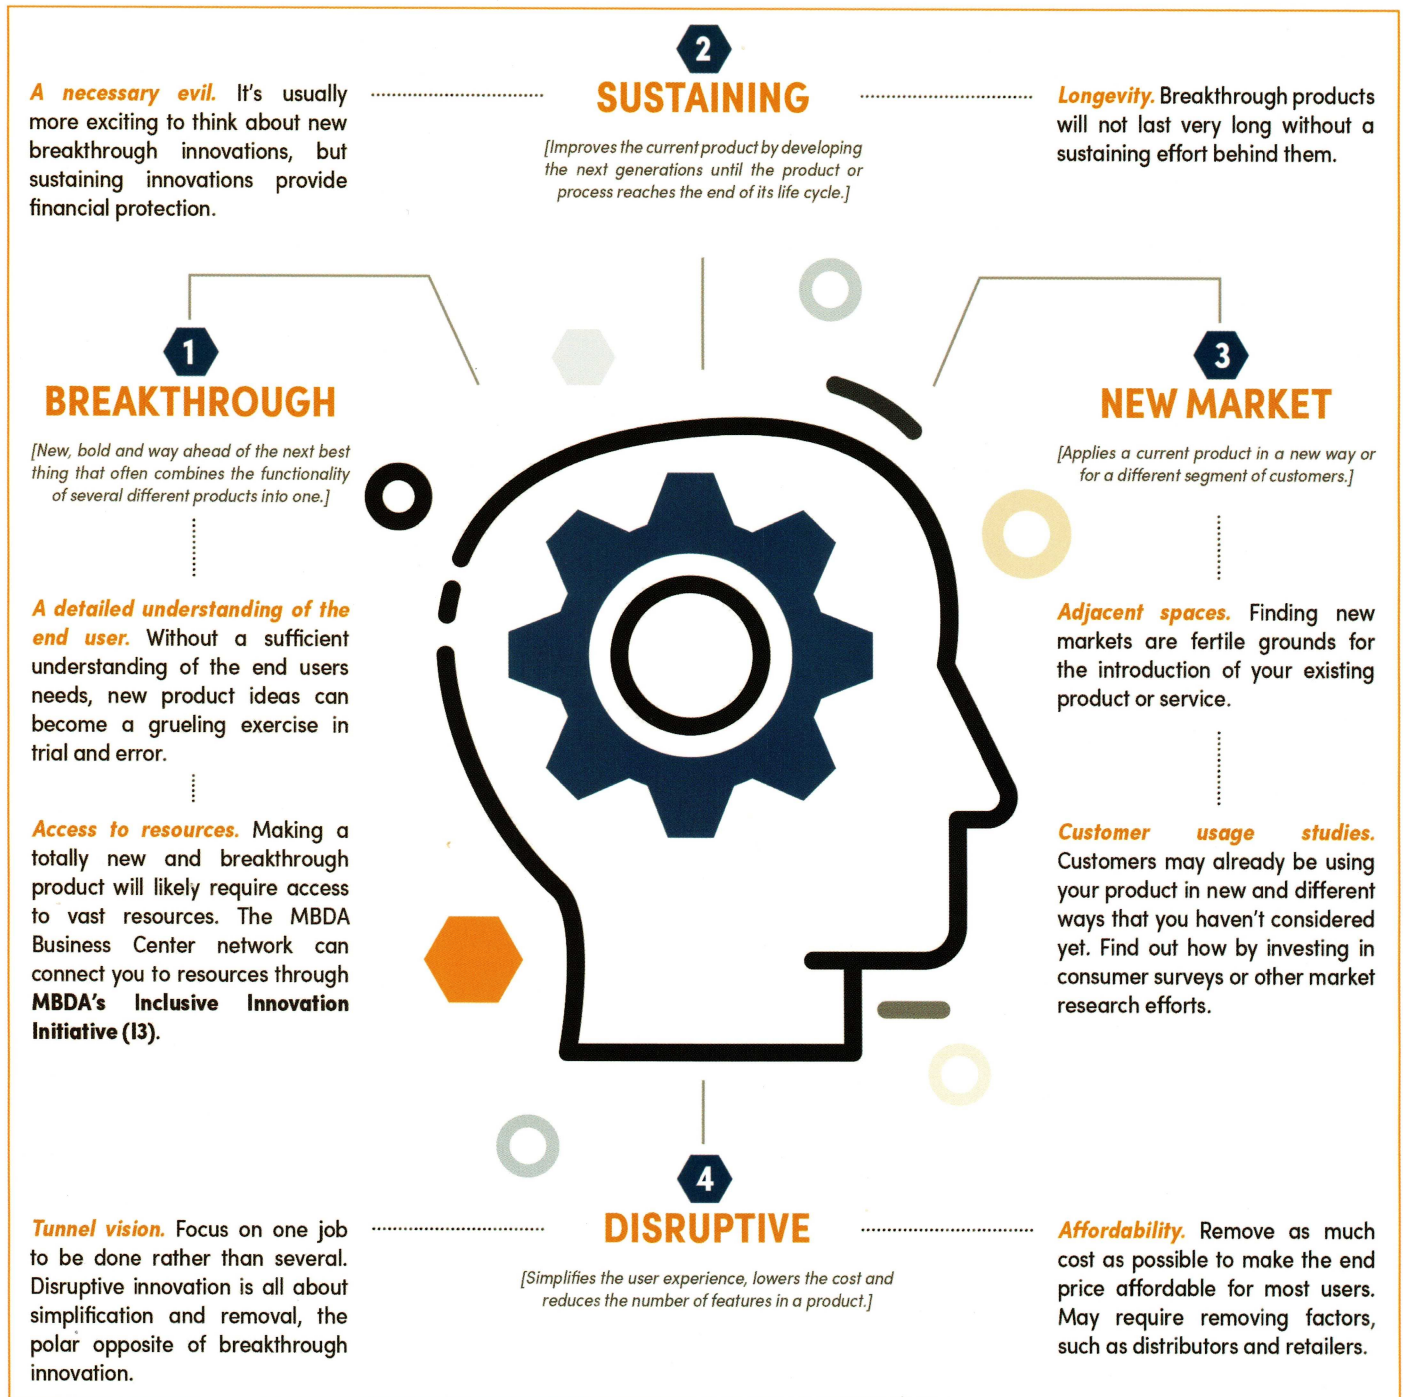 1
BREAKTHROUGH
[New, bold and way ahead of the next best
thing that often combines the functionality
of several different products into one.]
A detailed understanding of the
end user. Without a sufficient
understanding of the end users
needs, new product ideas can
become a grueling exercise in
trial and error.
Access to resources. Making a
totally new and breakthrough
product will likely require access
to vast resources. The MBDA
Business Center network can
connect you to resources through
MBDA's Inclusive Innovation
Initiative (I3).
2
SUSTAINING
[Improves the current product by developing
the next generations until the product or
process reaches the end of its life cycle.]
A necessary evil. It's usually
more exciting to think about new
breakthrough innovations, but
sustaining innovations provide
financial protection.
Longevity. Breakthrough products
will not last very long without a
sustaining effort behind them.
3
NEW MARKET
[Applies a current product in a new way or
for a different segment of customers.]
Adjacent spaces. Finding new
markets are fertile grounds for
the introduction of your existing
product or service.
Customer usage studies.
Customers may already be using
your product in new and different
ways that you haven't considered
yet. Find out how by investing in
consumer surveys or other market
research efforts.
4
DISRUPTIVE
[Simplifies the user experience, lowers the cost and
reduces the number of features in a product.]
Tunnel vision. Focus on one job
to be done rather than several.
Disruptive innovation is all about
simplification and removal, the
polar opposite of breakthrough
innovation.
Affordability. Remove as much
cost as possible to make the end
price affordable for most users.
May require removing factors,
such as distributors and retailers.